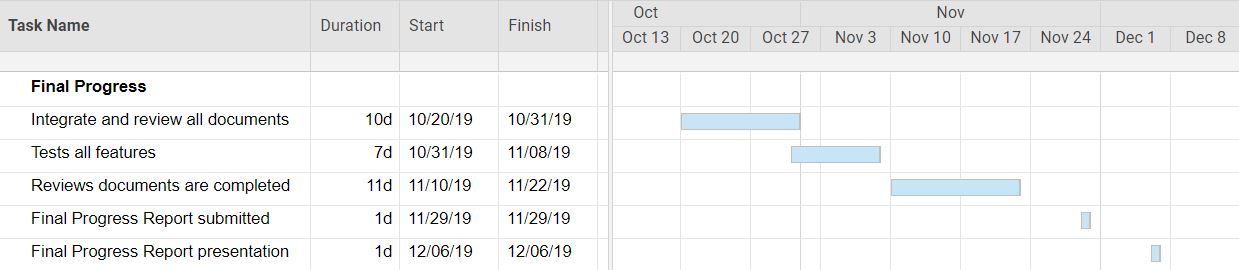 Task Name Duration Start Finish Oct Nov
Oct 13 Oct 20 Oct 27 Nov 3 Nov 10 Nov 17 Nov 24 Dec 1 Dec 8
Final Progress
Integrate and review all documents 10d 10/20/19 10/31/19
Tests all features 7d 10/31/19 11/08/19
Reviews documents are completed 11d 11/10/19 11/22/19
Final Progress Report submitted 1d 11/29/19 11/29/19
Final Progress Report presentation 1d 12/06/19 12/06/19